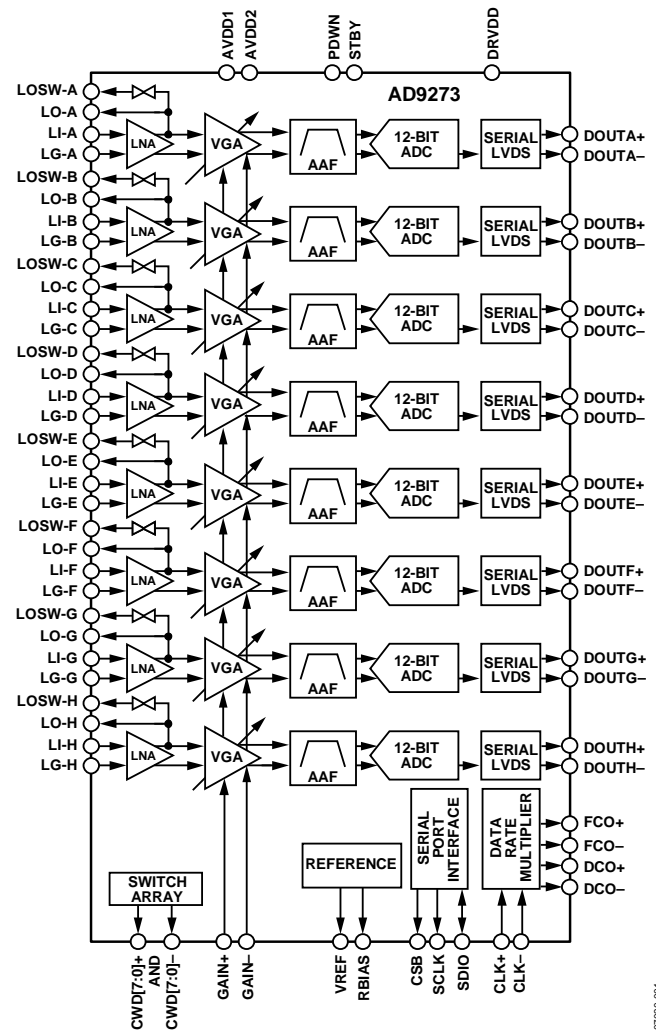 AVDD1
AVDD2
PDWN
STBY
DRVDD
AD9273
LOSW-A
LO-A
LI-A
LG-A
LNA
VGA
AAF
12-BIT
ADC
SERIAL
LVDS
DOUTA+
DOUTA–
LOSW-B
LO-B
LI-B
LG-B
LNA
VGA
AAF
12-BIT
ADC
SERIAL
LVDS
DOUTB+
DOUTB–
LOSW-C
LO-C
LI-C
LG-C
LNA
VGA
AAF
12-BIT
ADC
SERIAL
LVDS
DOUTC+
DOUTC–
LOSW-D
LO-D
LI-D
LG-D
LNA
VGA
AAF
12-BIT
ADC
SERIAL
LVDS
DOUTD+
DOUTD–
LOSW-E
LO-E
LI-E
LG-E
LNA
VGA
AAF
12-BIT
ADC
SERIAL
LVDS
DOUTE+
DOUTE–
LOSW-F
LO-F
LI-F
LG-F
LNA
VGA
AAF
12-BIT
ADC
SERIAL
LVDS
DOUTF+
DOUTF–
LOSW-G
LO-G
LI-G
LG-G
LNA
VGA
AAF
12-BIT
ADC
SERIAL
LVDS
DOUTG+
DOUTG–
LOSW-H
LO-H
LI-H
LG-H
LNA
VGA
AAF
12-BIT
ADC
SERIAL
LVDS
DOUTH+
DOUTH–
SWITCH
ARRAY
REFERENCE
SERIAL
PORT
INTERFACE
DATA
RATE
MULTIPLIER
FCO+
FCO–
DCO+
DCO–
CWD[7:0]+
AND
CWD[7:0]–
GAIN+
GAIN–
VREF
RBIAS
CSB
SCLK
SDIO
CLK+
CLK–